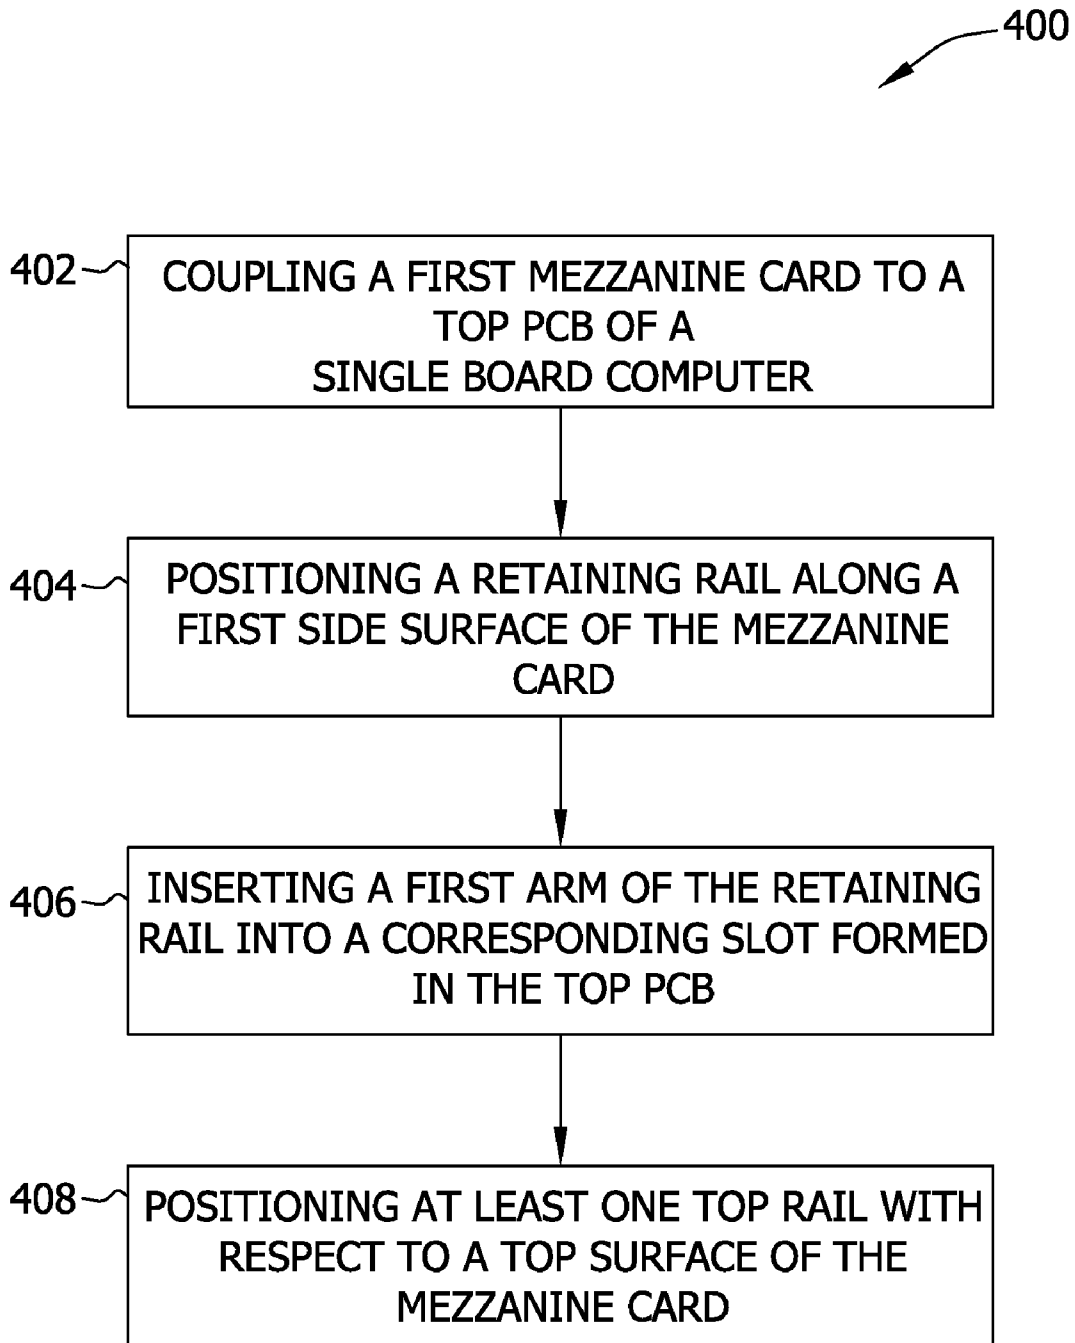 400
402
COUPLING A FIRST MEZZANINE CARD TO A
TOP PCB OF A
SINGLE BOARD COMPUTER
404
POSITIONING A RETAINING RAIL ALONG A
FIRST SIDE SURFACE OF THE MEZZANINE
CARD
406
INSERTING A FIRST ARM OF THE RETAINING
RAIL INTO A CORRESPONDING SLOT FORMED
IN THE TOP PCB
408
POSITIONING AT LEAST ONE TOP RAIL WITH
RESPECT TO A TOP SURFACE OF THE
MEZZANINE CARD